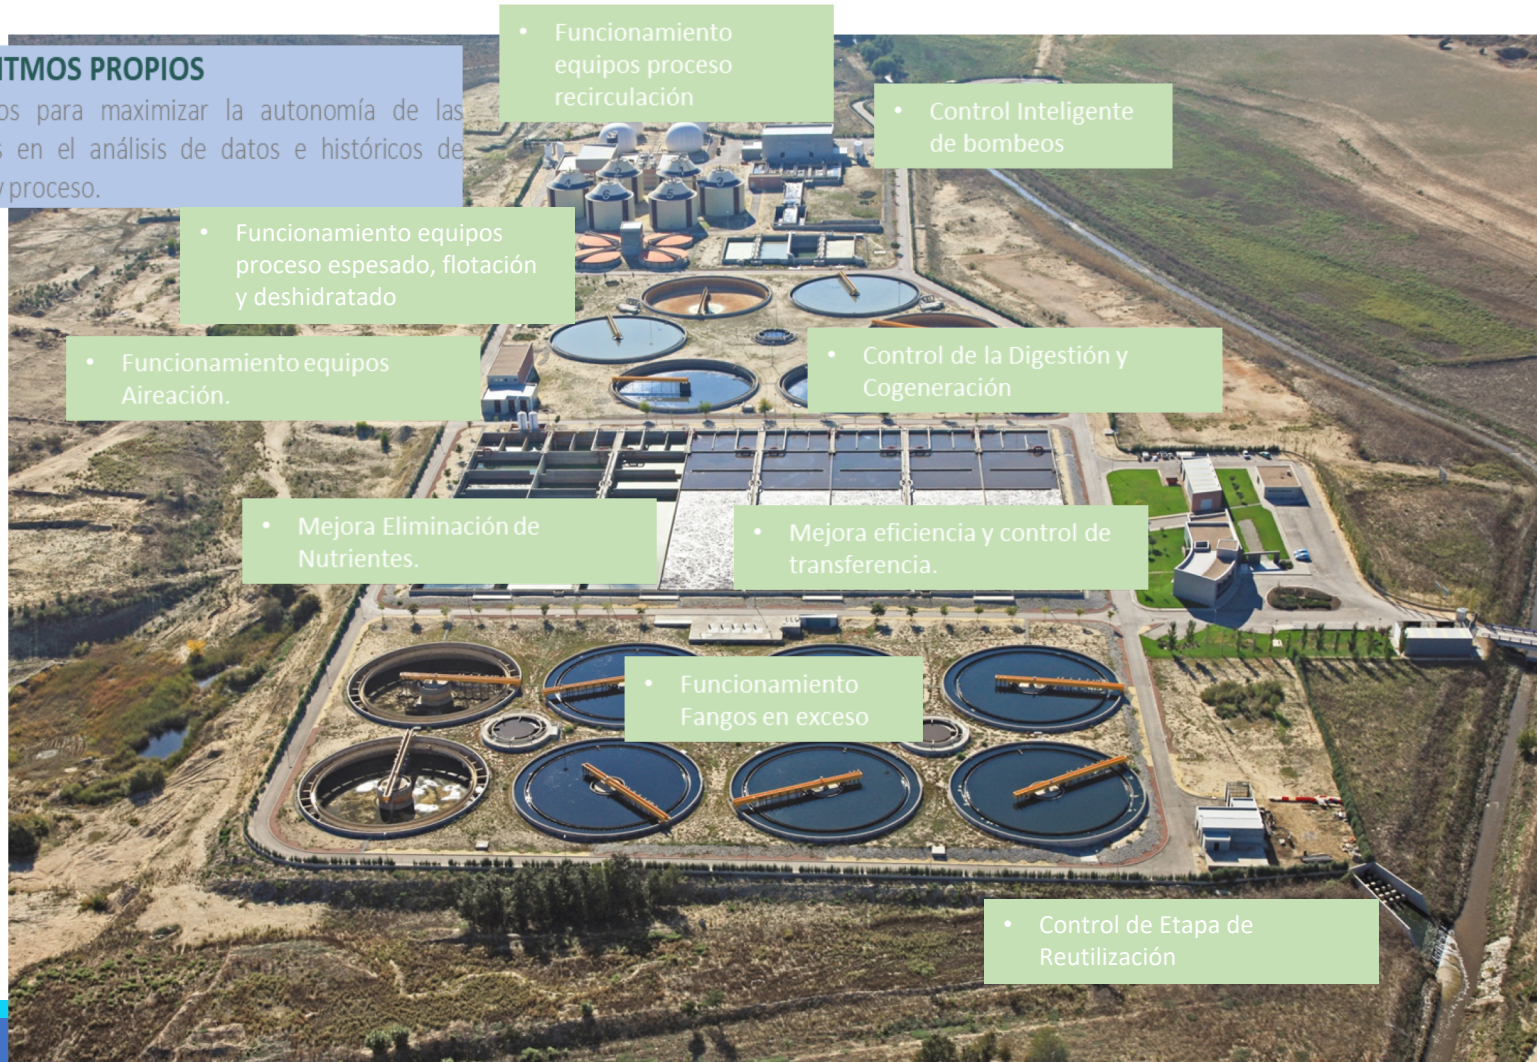 ITMOS PROPIOS
os para maximizar la autonomía de las
s en el análisis de datos e históricos de
y proceso.
• Funcionamiento
equipos proceso
recirculación
• Control Inteligente
de bombeos
• Funcionamiento equipos
proceso espesado, flotación
y deshidratado
• Funcionamiento equipos
Aireación.
• Control de la Digestión y
Cogeneración
• Mejora Eliminación de
Nutrientes.
• Mejora eficiencia y control de
transferencia.
• Funcionamiento
Fangos en exceso
• Control de Etapa de
Reutilización